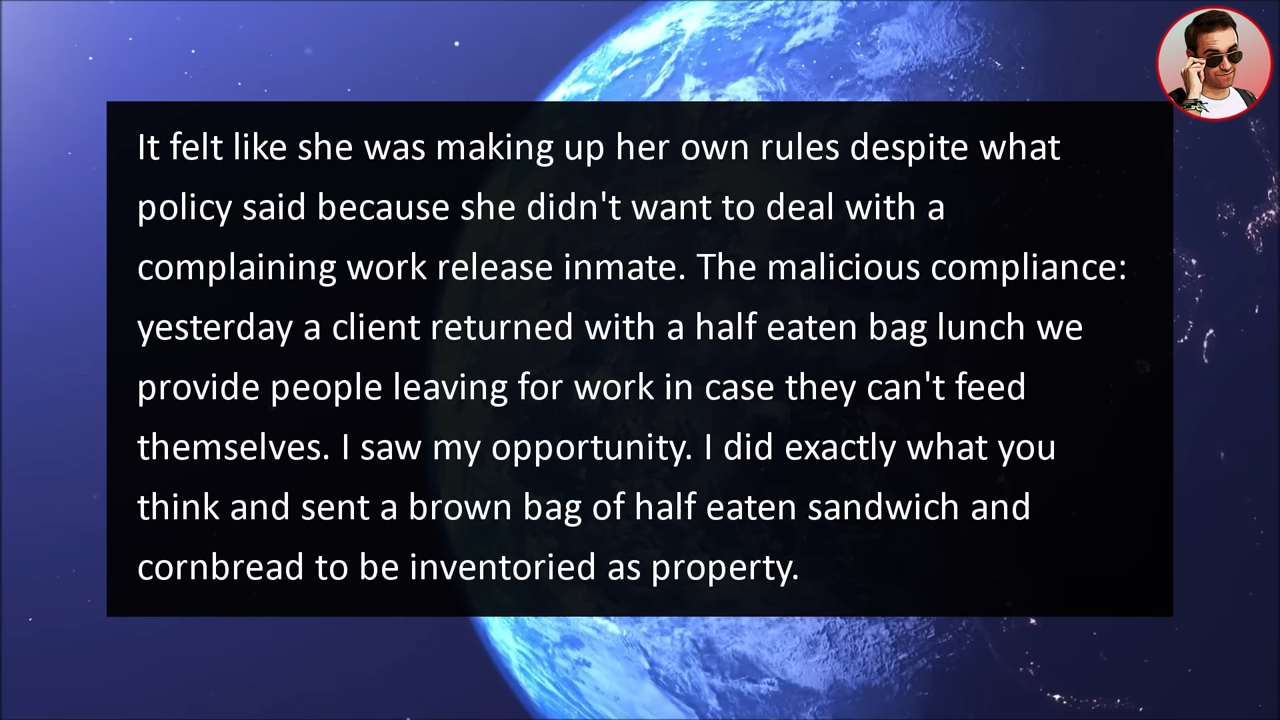 It felt like she was making up her own rules despite what
policy said because she didn't want to deal with a
complaining work release inmate. The malicious compliance:
yesterday a client returned with a half eaten bag lunch we
provide people leaving for work in case they can't feed
themselves. I saw my opportunity. I did exactly what you
think and sent a brown bag of half eaten sandwich and
cornbread to be inventoried as property.